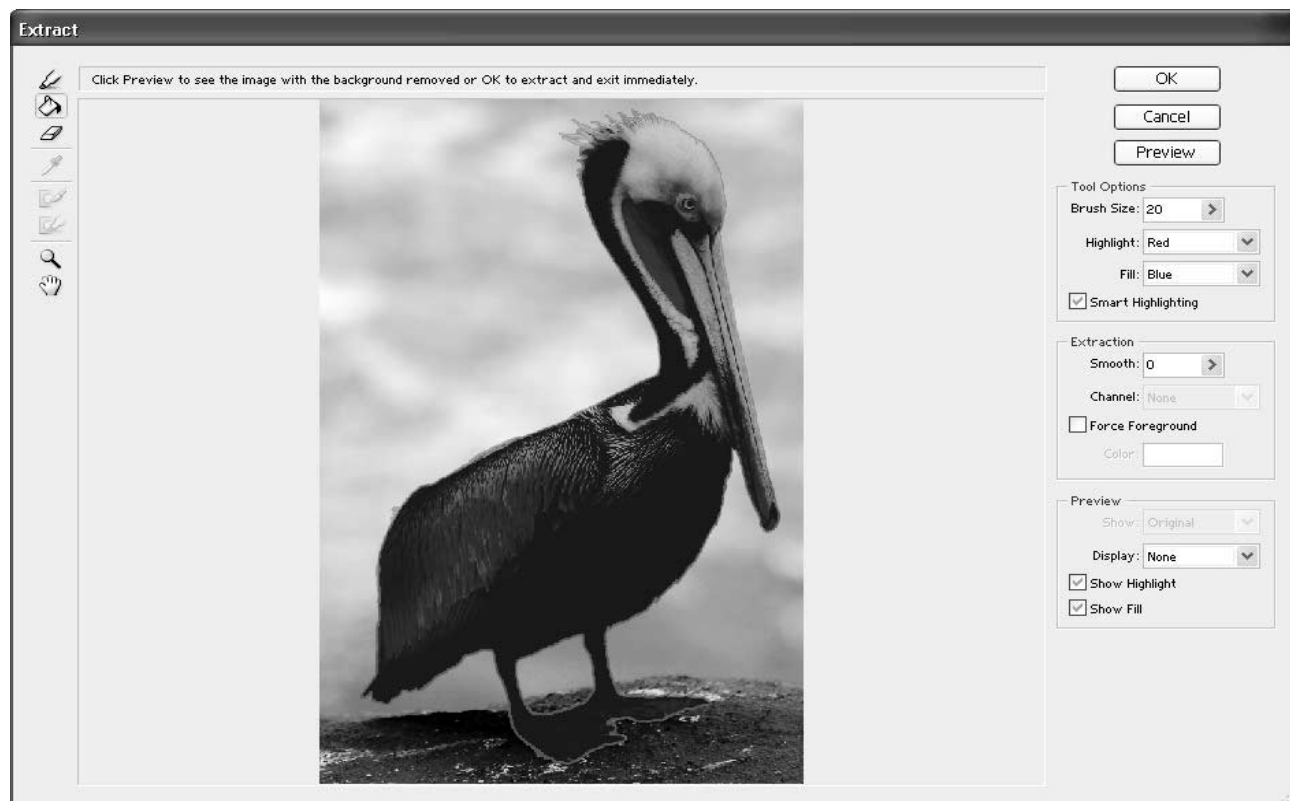 Extract
Click Preview to see the image with the background removed or OK to extract and exit immediately.
OK
Cancel
Preview
Tool Options
Brush Size: 20
Highlight: Red
Fill: Blue
Smart Highlighting
Extraction
Smooth: 0
Channel: None
Force Foreground
Color:
Preview
Show: Original
Display: None
Show Highlight
Show Fill